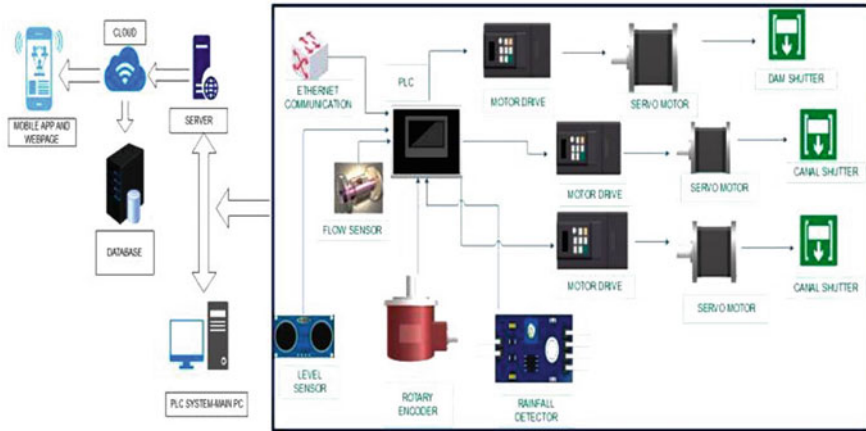 CLOUD
MOBILE APP AND
WEBPAGE
SERVER
DATABASE
PLC SYSTEM-MAIN PC
ETHERNET
COMMUNICATION
PLC
MOTOR DRIVE
SERVO MOTOR
DAM SHUTTER
FLOW SENSOR
MOTOR DRIVE
SERVO MOTOR
CANAL SHUTTER
MOTOR DRIVE
SERVO MOTOR
CANAL SHUTTER
LEVEL
SENSOR
ROTARY
ENCODER
RAINFALL
DETECTOR